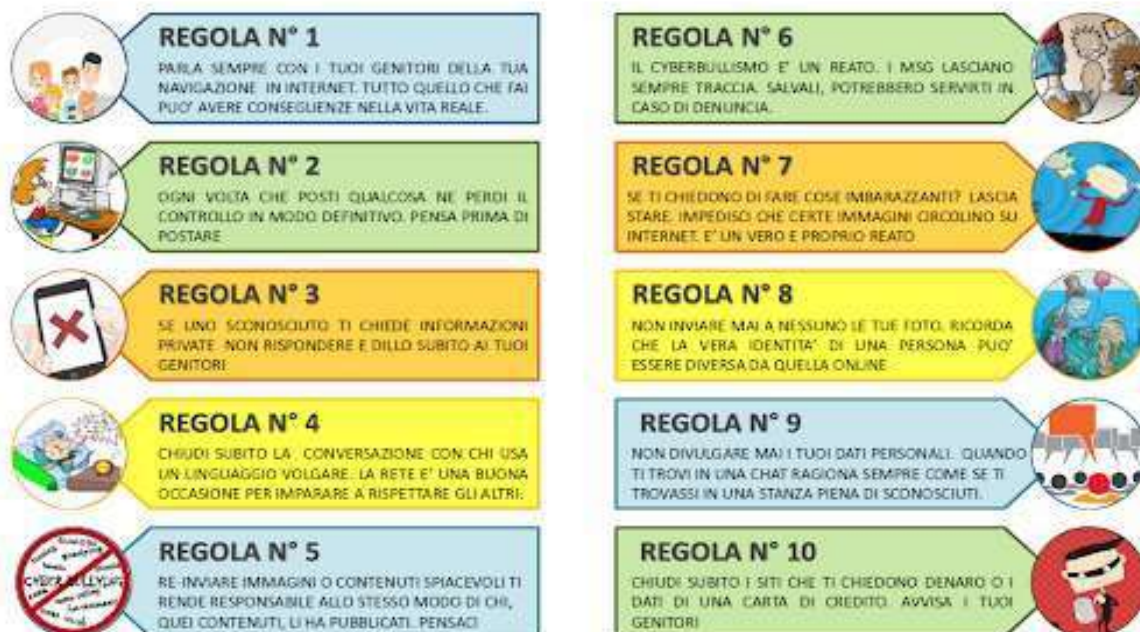 REGOLA N° 1
PARLA SEMPRE CON I TUOI GENITORI DELLA TUA
NAVIGAZIONE IN INTERNET. TUTTO QUELLO CHE FAI
PUO' AVERE CONSEGUENZE NELLA VITA REALE.
REGOLA N° 2
OGNI VOLTA CHE POSTI QUALCOSA NE PERDI IL
CONTROLLO IN MODO DEFINITIVO. PENSA PRIMA DI
POSTARE
REGOLA N° 3
SE UNO SCONOSCIUTO TI CHIEDE INFORMAZIONI
PRIVATE NON RISPONDERE E DILLO SUBITO AI TUOI
GENITORI
REGOLA N° 4
CHIUDI SUBITO LA CONVERSAZIONE CON CHI USA
UN LINGUAGGIO VOLGARE. LA RETE E' UNA BUONA
OCCASIONE PER IMPARARE A RISPETTARE GLI ALTRI.
CYBER BULLYING
REGOLA N° 5
RE INVIARE IMMAGINI O CONTENUTI SPIACEVOLI TI
RENDE RESPONSABILE ALLO STESSO MODO DI CHI,
QUEI CONTENUTI, LI HA PUBBLICATI. PENSACI
REGOLA N° 6
IL CYBERBULLISMO E' UN REATO. I MSG LASCIANO
SEMPRE TRACCIA. SALVALI, POTREBBERO SERVIRTI IN
CASO DI DENUNCIA.
REGOLA N° 7
SE TI CHIEDONO DI FARE COSE IMBARAZZANTI? LASCIA
STARE. IMPEDISCI CHE CERTE IMMAGINI CIRCOLINO SU
INTERNET. E' UN VERO E PROPRIO REATO
REGOLA N° 8
NON INVIARE MAI A NESSUNO LE TUE FOTO. RICORDA
CHE LA VERA IDENTITA' DI UNA PERSONA PUO'
ESSERE DIVERSA DA QUELLA ONLINE
REGOLA N° 9
NON DIVULGARE MAI I TUOI DATI PERSONALI. QUANDO
TI TROVI IN UNA CHAT RAGIONA SEMPRE COME SE TI
TROVASSI IN UNA STANZA PIENA DI SCONOSCIUTI.
REGOLA N° 10
CHIUDI SUBITO I SITI CHE TI CHIEDONO DENARO O I
DATI DI UNA CARTA DI CREDITO. AVVISA I TUOI
GENITORI